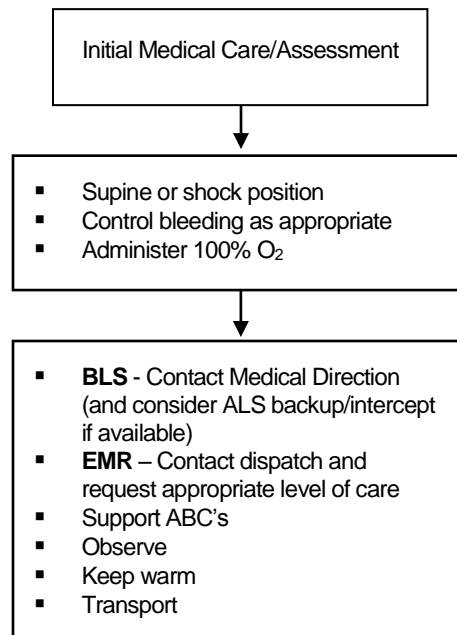 Initial Medical Care/Assessment
▪ Supine or shock position
▪ Control bleeding as appropriate
▪ Administer 100% O₂
▪ BLS - Contact Medical Direction
(and consider ALS backup/intercept
if available)
▪ EMR – Contact dispatch and
request appropriate level of care
▪ Support ABC’s
▪ Observe
▪ Keep warm
▪ Transport